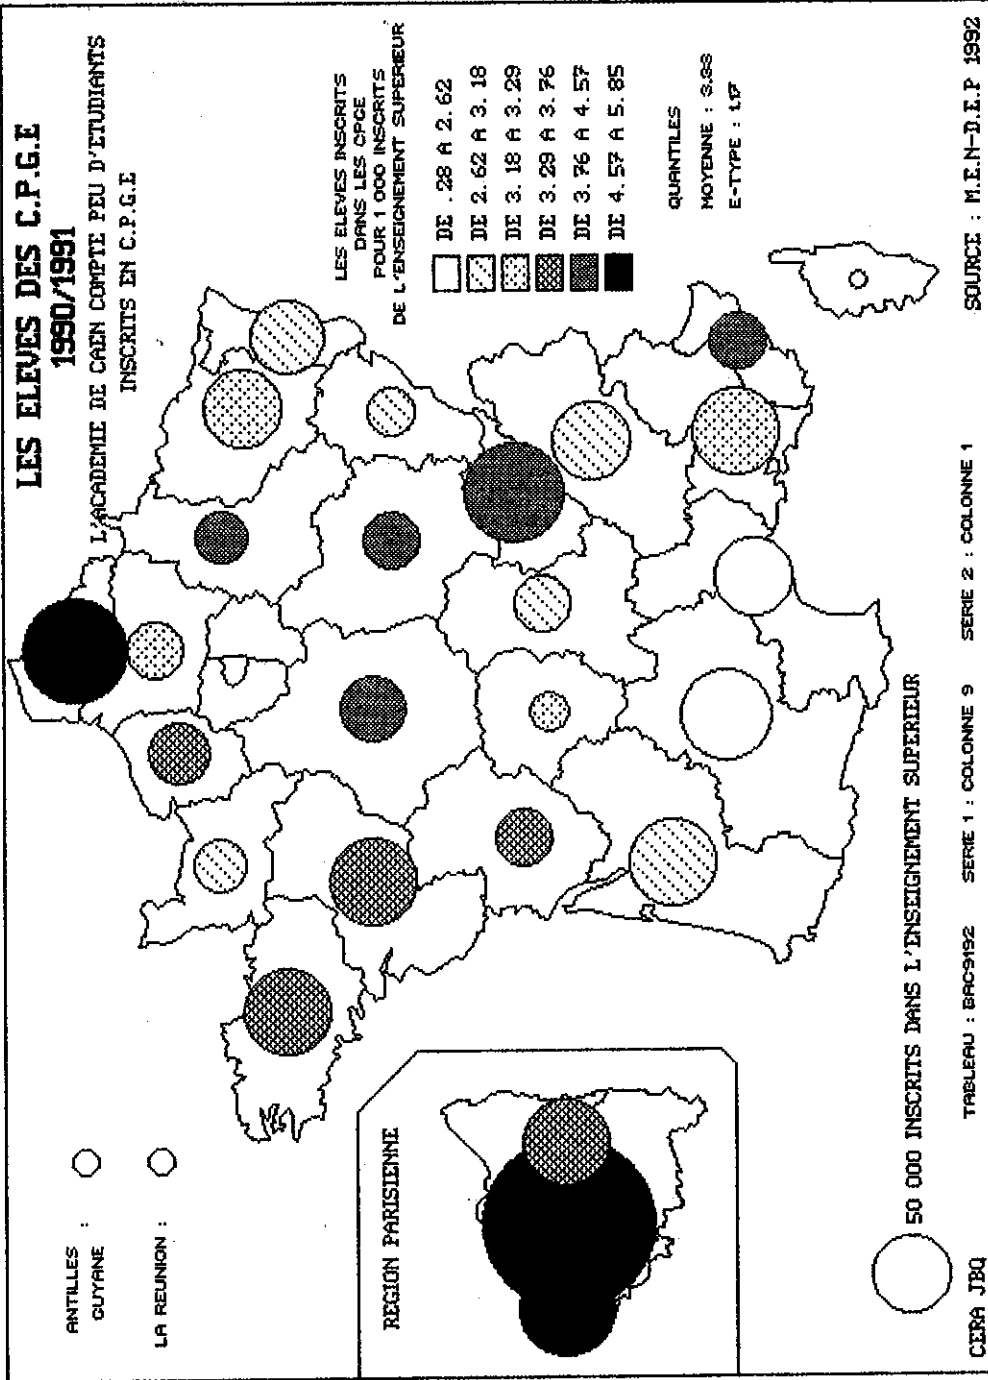 LES ELEVES DES C.P.G.E
1990/1991
L'ACADEMIE DE CAEN COMPTE PEU D'ETUDIANTS
INSCRITS EN C.P.G.E
LES ELEVES INSCRITS
DANS LES CPGE
POUR 1 000 INSCRITS
DE L'ENSEIGNEMENT SUPERIEUR
DE .28 A 2.62
DE 2.62 A 3.18
DE 3.18 A 3.29
DE 3.29 A 3.76
DE 3.76 A 4.57
DE 4.57 A 5.85
QUANTILES
MOYENNE : 3.38
E-TYPE : 1.17
ANTILLES :
GUYANE
LA REUNION :
REGION PARISIENNE
50 000 INSCRITS DANS L'ENSEIGNEMENT SUPERIEUR
CERA JBQ
TABLEAU : BAC9192 SERIE 1 : COLONNE 9 SERIE 2 : COLONNE 1
SOURCE : M.E.N-D.E.P 1992